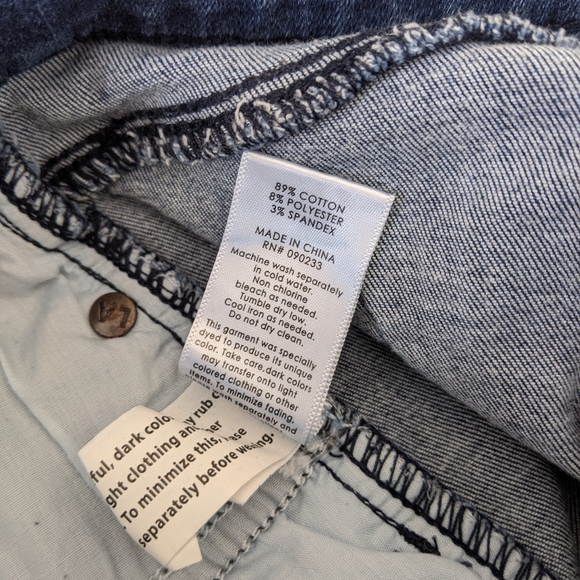 89% COTTON
8% POLYESTER
3% SPANDEX
MADE IN CHINA
RN# 090233
Machine wash separately
in cold water.
Non chlorine
bleach as needed.
Tumble dry low.
Cool iron as needed.
Do not dry clean.
This garment was specially
dyed to produce its unique
color. Take care, dark colors
may transfer onto light
colored clothing or other
items. To minimize fading,
separately and
ful, dark colo
ght clothing any rub
To minimize this,
separately before